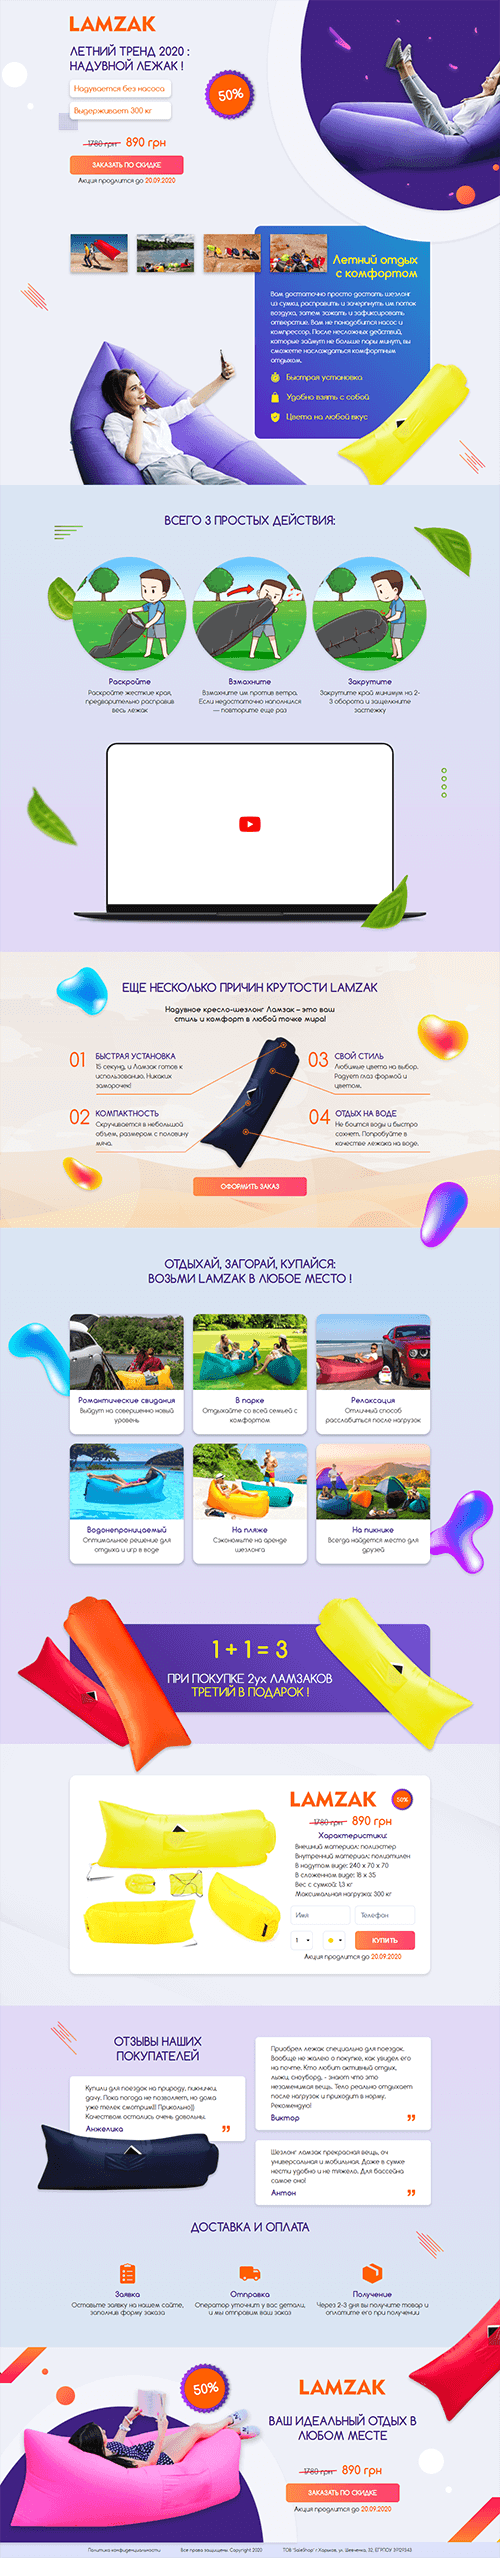 LAMZAK
ЛЕТНИЙ ТРЕНД 2020 :
НАДУВНОЙ ЛЕЖАК !
Надувается без насоса
Выдерживает 300 кг
50%
1780 грн 890 грн
ЗАКАЗАТЬ ПО СКИДКЕ
Акция продлится до 20.09.2020
Летний отдых
с комфортом
Вам достаточно просто достать шезлонг
из сумки, расправить и зачерпнуть им поток
воздуха, затем зажать и зафиксировать
отверстие. Вам не понадобится насос и
компрессор. После несложных действий,
которые займут не больше пары минут, вы
сможете наслаждаться комфортным
отдыхом.
Быстрая установка
Удобно взять с собой
Цвета на любой вкус
ВСЕГО 3 ПРОСТЫХ ДЕЙСТВИЯ:
Раскройте
Раскройте жесткие края,
предварительно расправив
весь лежак
Взмахните
Взмахните им против ветра.
Если недостаточно наполнился
— повторите еще раз
Закрутите
Закрутите край минимум на 2-
3 оборота и защелкните
застежку
ЕЩЕ НЕСКОЛЬКО ПРИЧИН КРУТОСТИ LAMZAK
Надувное кресло-шезлонг Ламзак – это ваш
стиль и комфорт в любой точке мира!
01 БЫСТРАЯ УСТАНОВКА
15 секунд, и Ламзак готов к
использованию. Никаких
заморочек!
02 КОМПАКТНОСТЬ
Скручивается в небольшой
объем, размером с половину
мяча.
03 СВОЙ СТИЛЬ
Любимые цвета на выбор.
Радует глаз формой и
цветом.
04 ОТДЫХ НА ВОДЕ
Не боится воды и быстро
сохнет. Попробуйте в
качестве лежака на воде.
ОФОРМИТЬ ЗАКАЗ
ОТДЫХАЙ, ЗАГОРАЙ, КУПАЙСЯ:
ВОЗЬМИ LAMZAK В ЛЮБОЕ МЕСТО !
Романтические свидания
Выйдут на совершенно новый
уровень
В парке
Отдыхайте со всей семьей с
комфортом
Релаксация
Отличный способ
расслабиться после нагрузок
Водонепроницаемый
Оптимальное решение для
отдыха и игр в воде
На пляже
Сэкономьте на аренде
шезлонга
На пикнике
Всегда найдется место для
друзей
1 + 1 = 3
ПРИ ПОКУПКЕ 2ух ЛАМЗАКОВ
ТРЕТИЙ В ПОДАРОК !
LAMZAK 50%
1780 грн 890 грн
Характеристики:
Внешний материал: полиэстер
Внутренний материал: полиэтилен
В надутом виде: 240 х 70 х 70
В сложенном виде: 18 х 35
Вес с сумкой: 1,3 кг
Максимальная нагрузка: 300 кг
Имя Телефон
1 КУПИТЬ
Акция продлится до 20.09.2020
ОТЗЫВЫ НАШИХ
ПОКУПАТЕЛЕЙ
Купили для поездок на природу, пикники,
дачу. Пока погода не позволяет, но дома
уже телек смотрим)) Прикольно))
Качеством остались очень довольны.
Анжелика
Приобрел лежак специально для поездок.
Вообще не жалею о покупке, как увидел его
на почте. Кто любит активный отдых,
лыжи, сноуборд, - знают что это
незаменимая вещь. Тело реально отдыхает
после нагрузок и приходит в норму.
Рекомендую!
Виктор
Шезлонг ламзак прекрасная вещь, оч
универсальная и мобильная. Даже в сумке
нести удобно и не тяжело. Для бассейна
самое оно!
Антон
ДОСТАВКА И ОПЛАТА
Заявка
Оставьте заявку на нашем сайте,
заполнив форму заказа
Отправка
Оператор уточнит у вас детали,
и мы отправим ваш заказ
Получение
Через 2-3 дня вы получите товар и
оплатите его при получении
50%
LAMZAK
ВАШ ИДЕАЛЬНЫЙ ОТДЫХ В
ЛЮБОМ МЕСТЕ
1780 грн 890 грн
ЗАКАЗАТЬ ПО СКИДКЕ
Акция продлится до 20.09.2020
Политика конфиденциальности Все права защищены. Copyright 2020